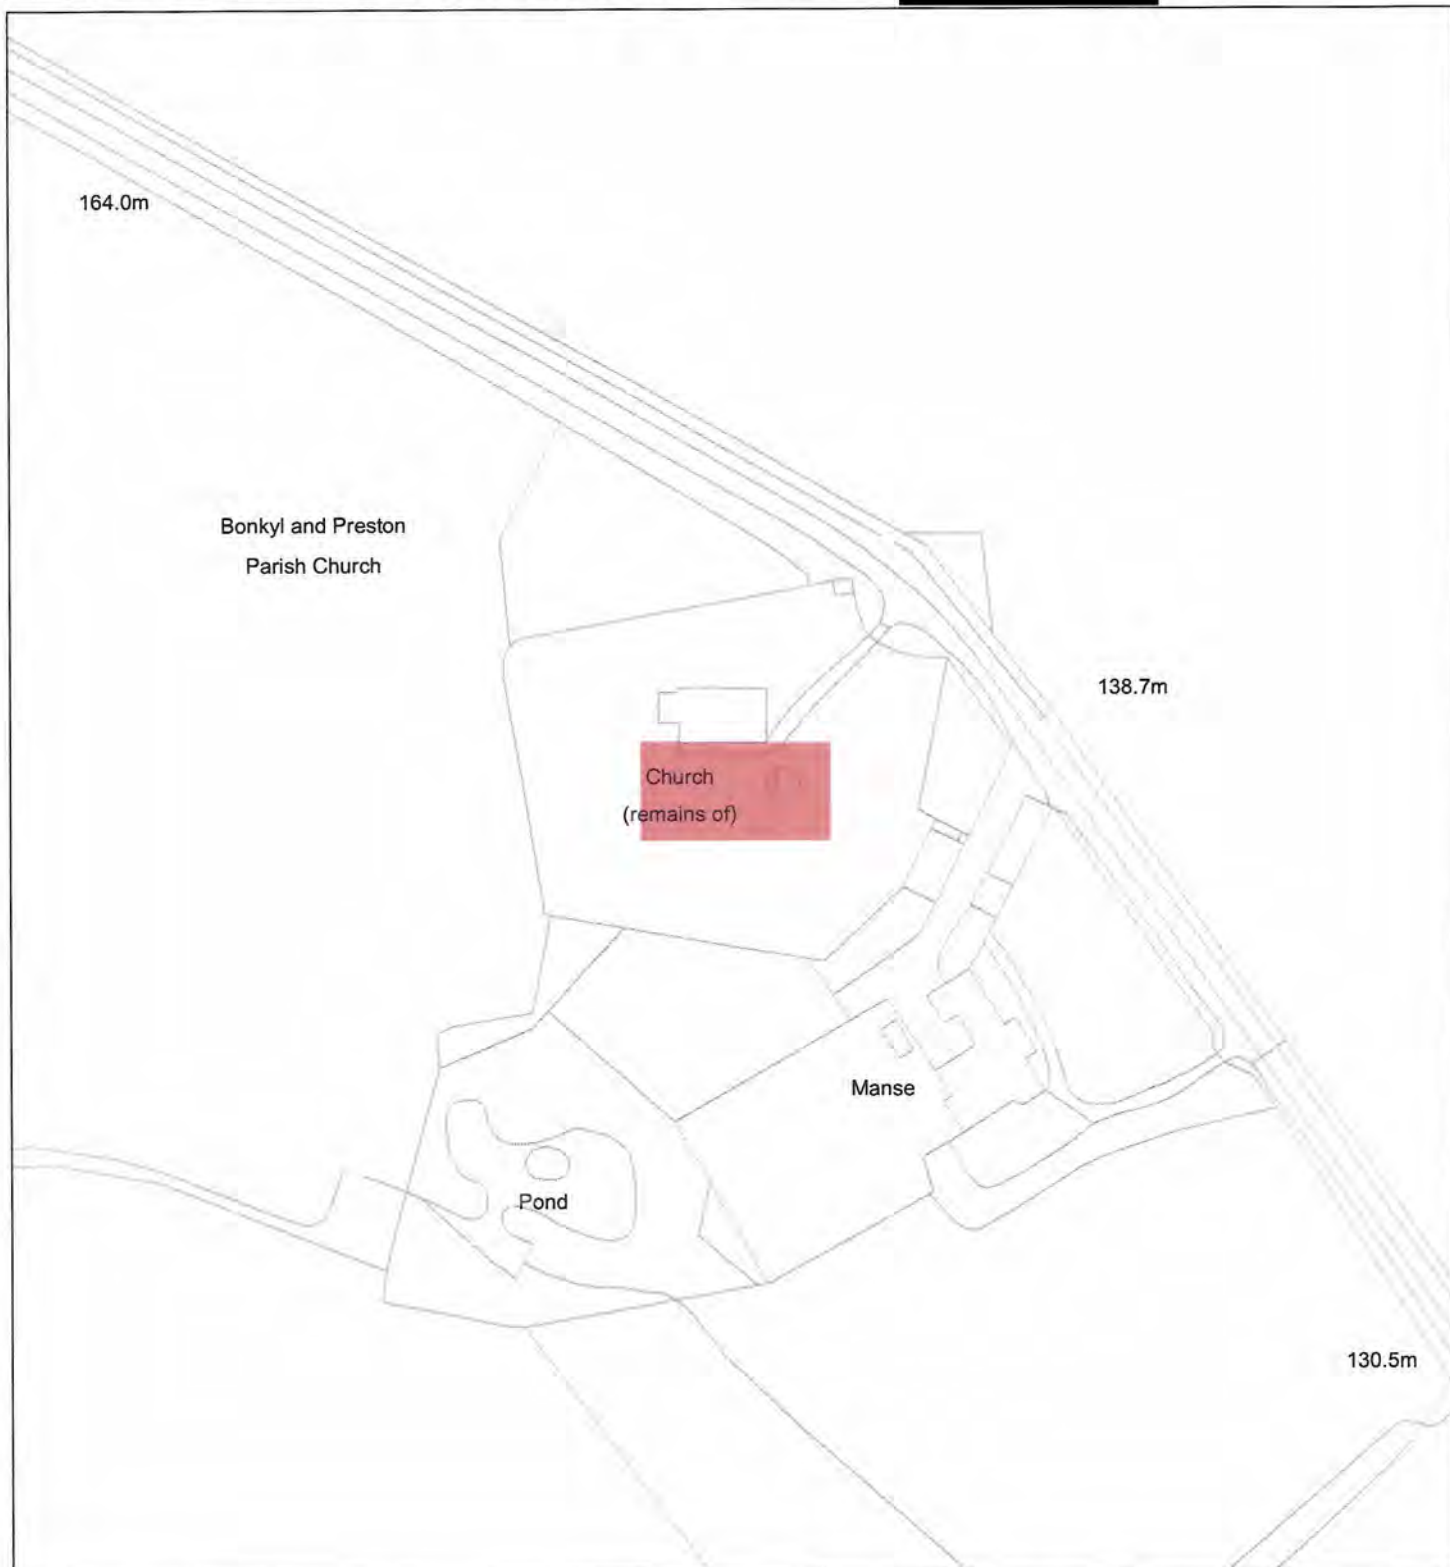 164.0m
Bonkyl and Preston
Parish Church
138.7m
Church
(remains of)
Manse
Pond
130.5m